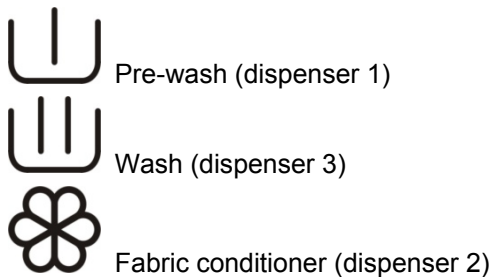 Pre-wash (dispenser 1)
Wash (dispenser 3)
Fabric conditioner (dispenser 2)